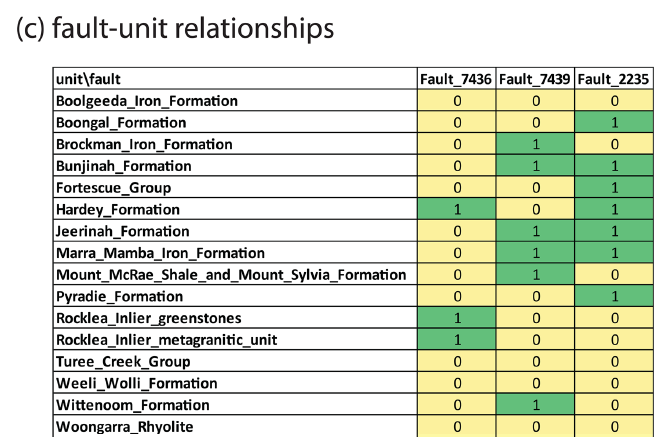 (c) fault-unit relationships
unit\fault Fault_7436 Fault_7439 Fault_2235
Boolgeeda_Iron_Formation 0 0 0
Boongal_Formation 0 0 1
Brockman_Iron_Formation 0 1 0
Bunjinah_Formation 0 1 1
Fortescue_Group 0 0 1
Hardey_Formation 1 0 1
Jeerinah_Formation 0 1 1
Marra_Mamba_Iron_Formation 0 1 1
Mount_McRae_Shale_and_Mount_Sylvia_Formation 0 1 0
Pyradie_Formation 0 0 1
Rocklea_Inlier_greenstones 1 0 0
Rocklea_Inlier_metagranitic_unit 1 0 0
Turee_Creek_Group 0 0 0
Weeli_Wolli_Formation 0 0 0
Wittenoom_Formation 0 1 0
Woongarra_Rhyolite 0 0 0